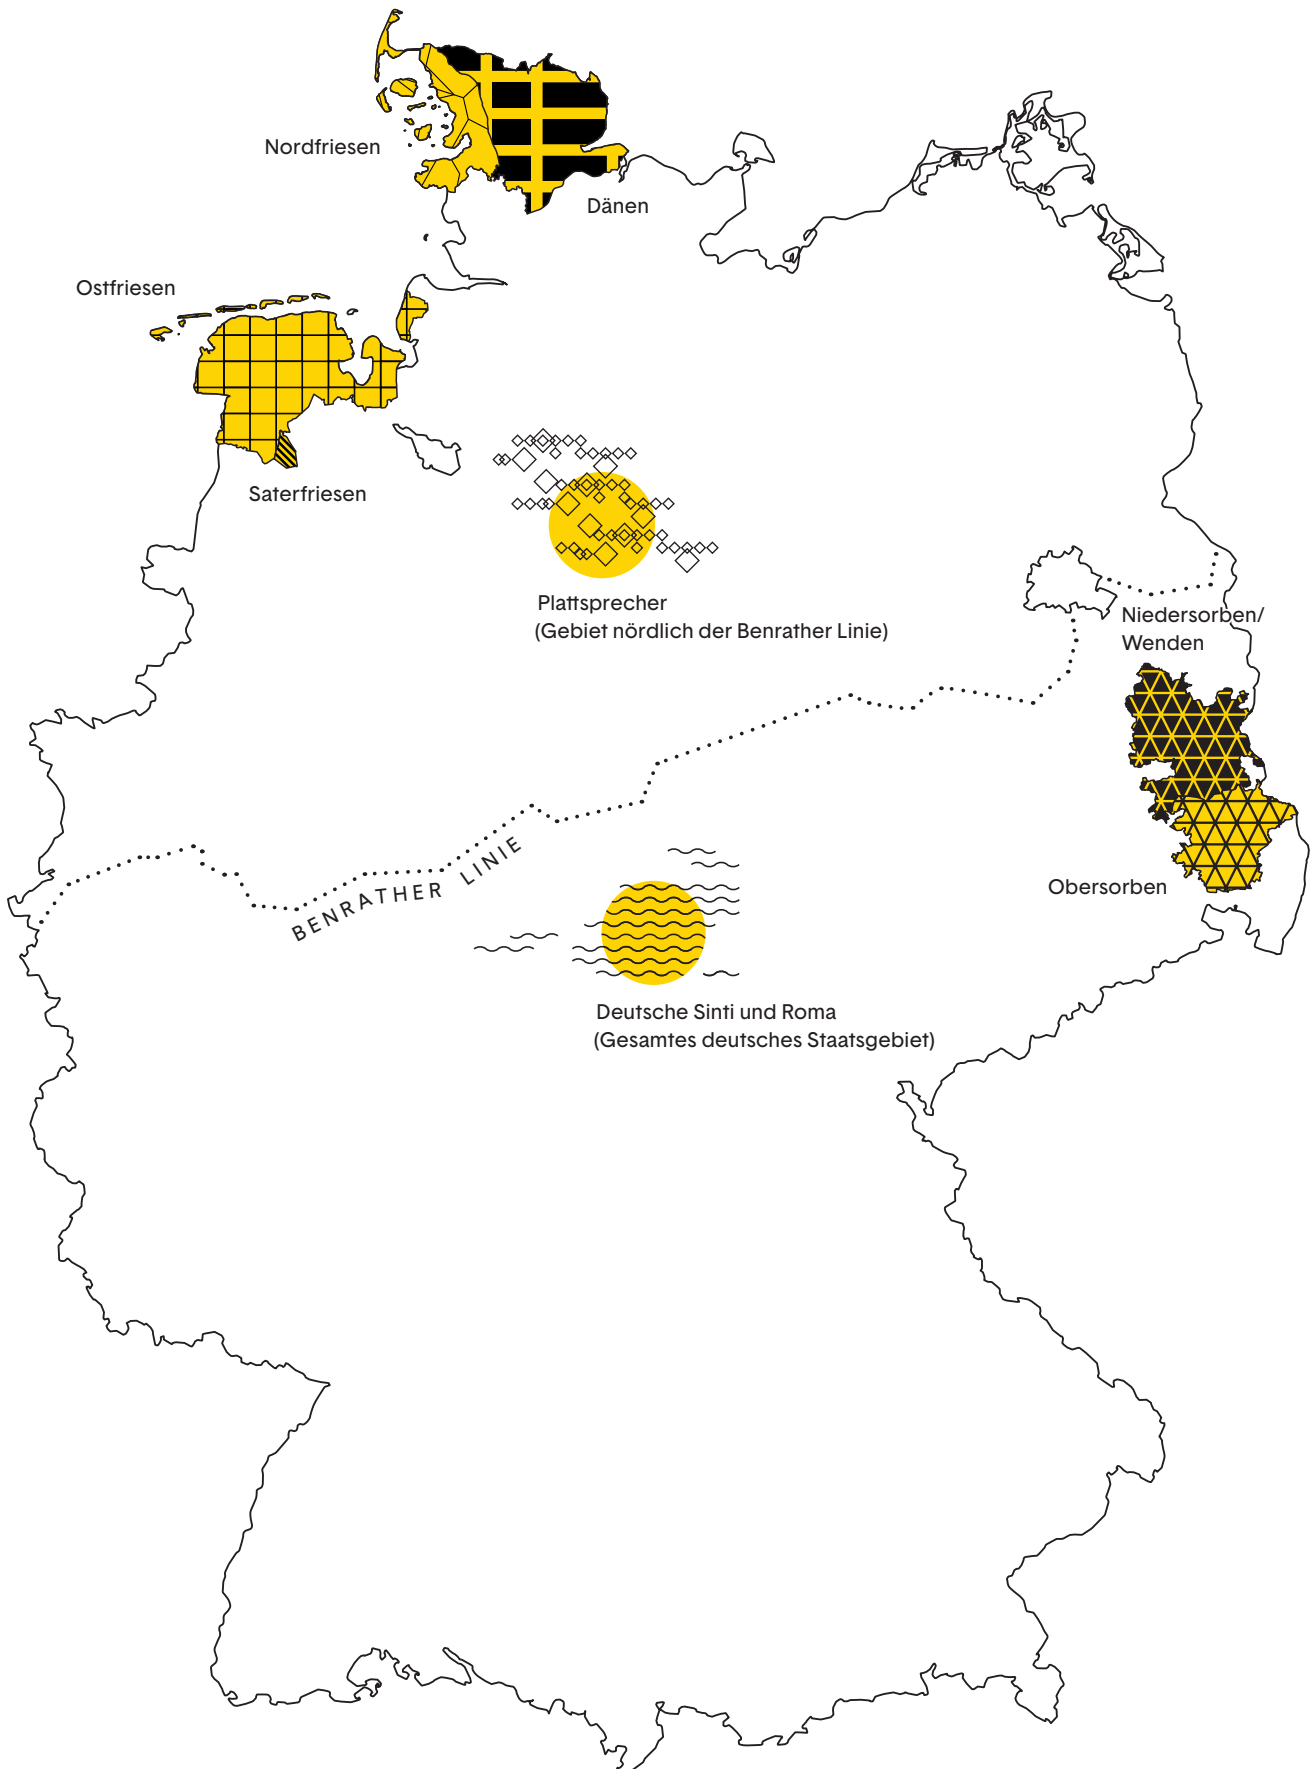 Nordfriesen
Dänen
Ostfriesen
Saterfriesen
Plattsprecher
(Gebiet nördlich der Benrather Linie)
Niedersorben/
Wenden
BENRATHER LINIE
Obersorben
Deutsche Sinti und Roma
(Gesamtes deutsches Staatsgebiet)